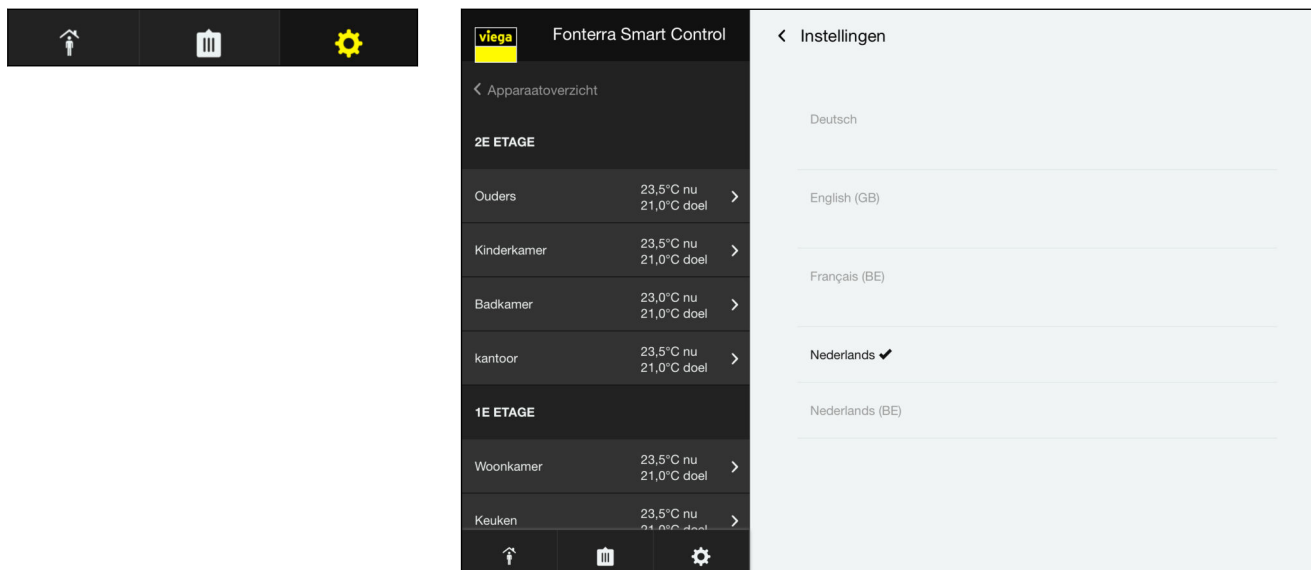 viega
Fonterra Smart Control
Apparaatoverzicht
2E ETAGE
Ouders
23,5°C nu
21,0°C doel
Kinderkamer
23,5°C nu
21,0°C doel
Badkamer
23,0°C nu
21,0°C doel
kantoor
23,5°C nu
21,0°C doel
1E ETAGE
Woonkamer
23,5°C nu
21,0°C doel
Keuken
23,5°C nu
21,0°C doel
Instellingen
Deutsch
English (GB)
Français (BE)
Nederlands ✔
Nederlands (BE)